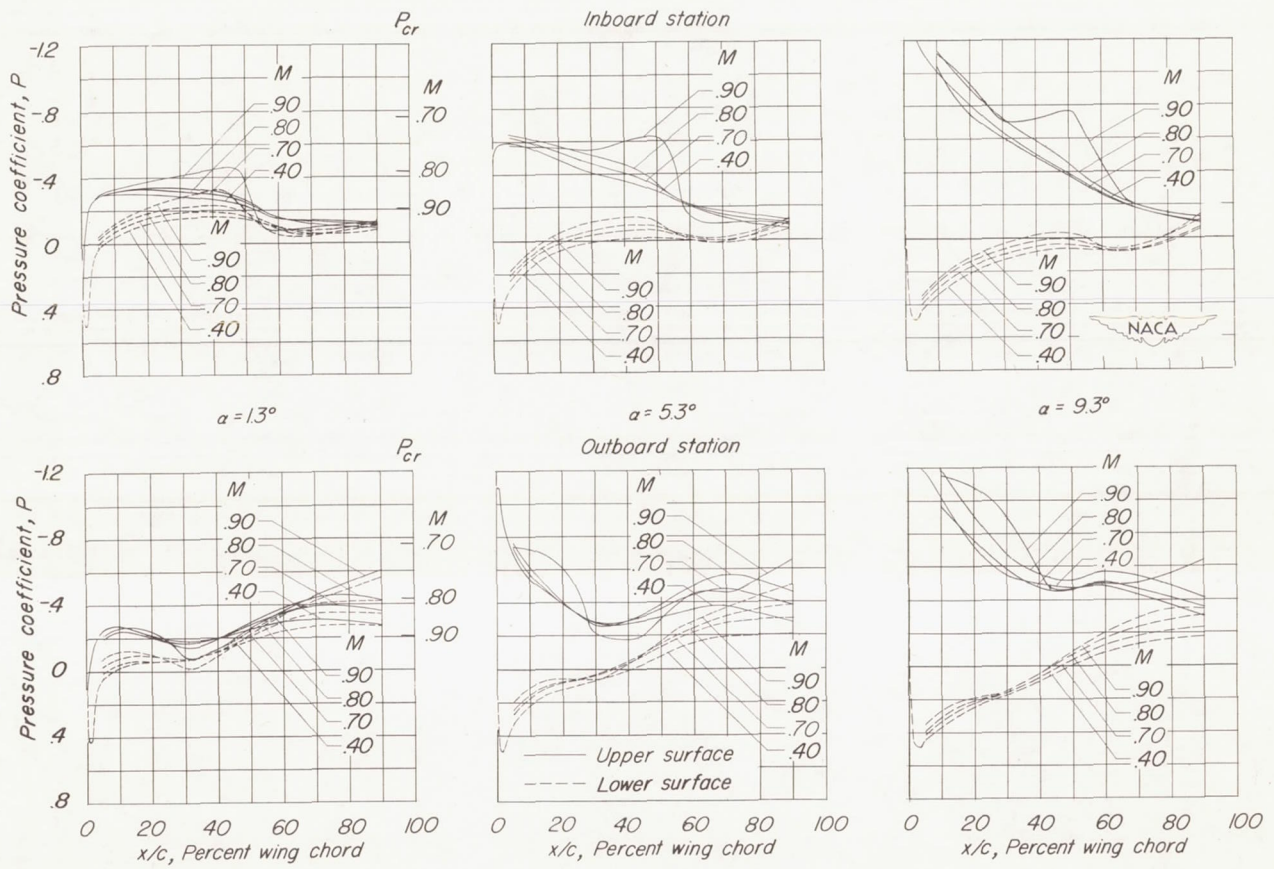 Inboard station
Pressure coefficient, P
-1.2
-.8
-.4
0
.4
.8
P_cr
M
.70
.80
.90
M
.90
.80
.70
.40
M
.90
.80
.70
.40
M
.90
.80
.70
.40
M
.90
.80
.70
.40
M
.90
.80
.70
.40
M
.90
.80
.70
.40
NACA
α = 1.3°
α = 5.3°
α = 9.3°
Outboard station
Pressure coefficient, P
-1.2
-.8
-.4
0
.4
.8
P_cr
M
.70
.80
.90
M
.90
.80
.70
.40
M
.90
.80
.70
.40
M
.90
.80
.70
.40
M
.90
.80
.70
.40
M
.90
.80
.70
.40
M
.90
.80
.70
.40
Upper surface
Lower surface
0 20 40 60 80 100
x/c, Percent wing chord
0 20 40 60 80 100
x/c, Percent wing chord
0 20 40 60 80 100
x/c, Percent wing chord